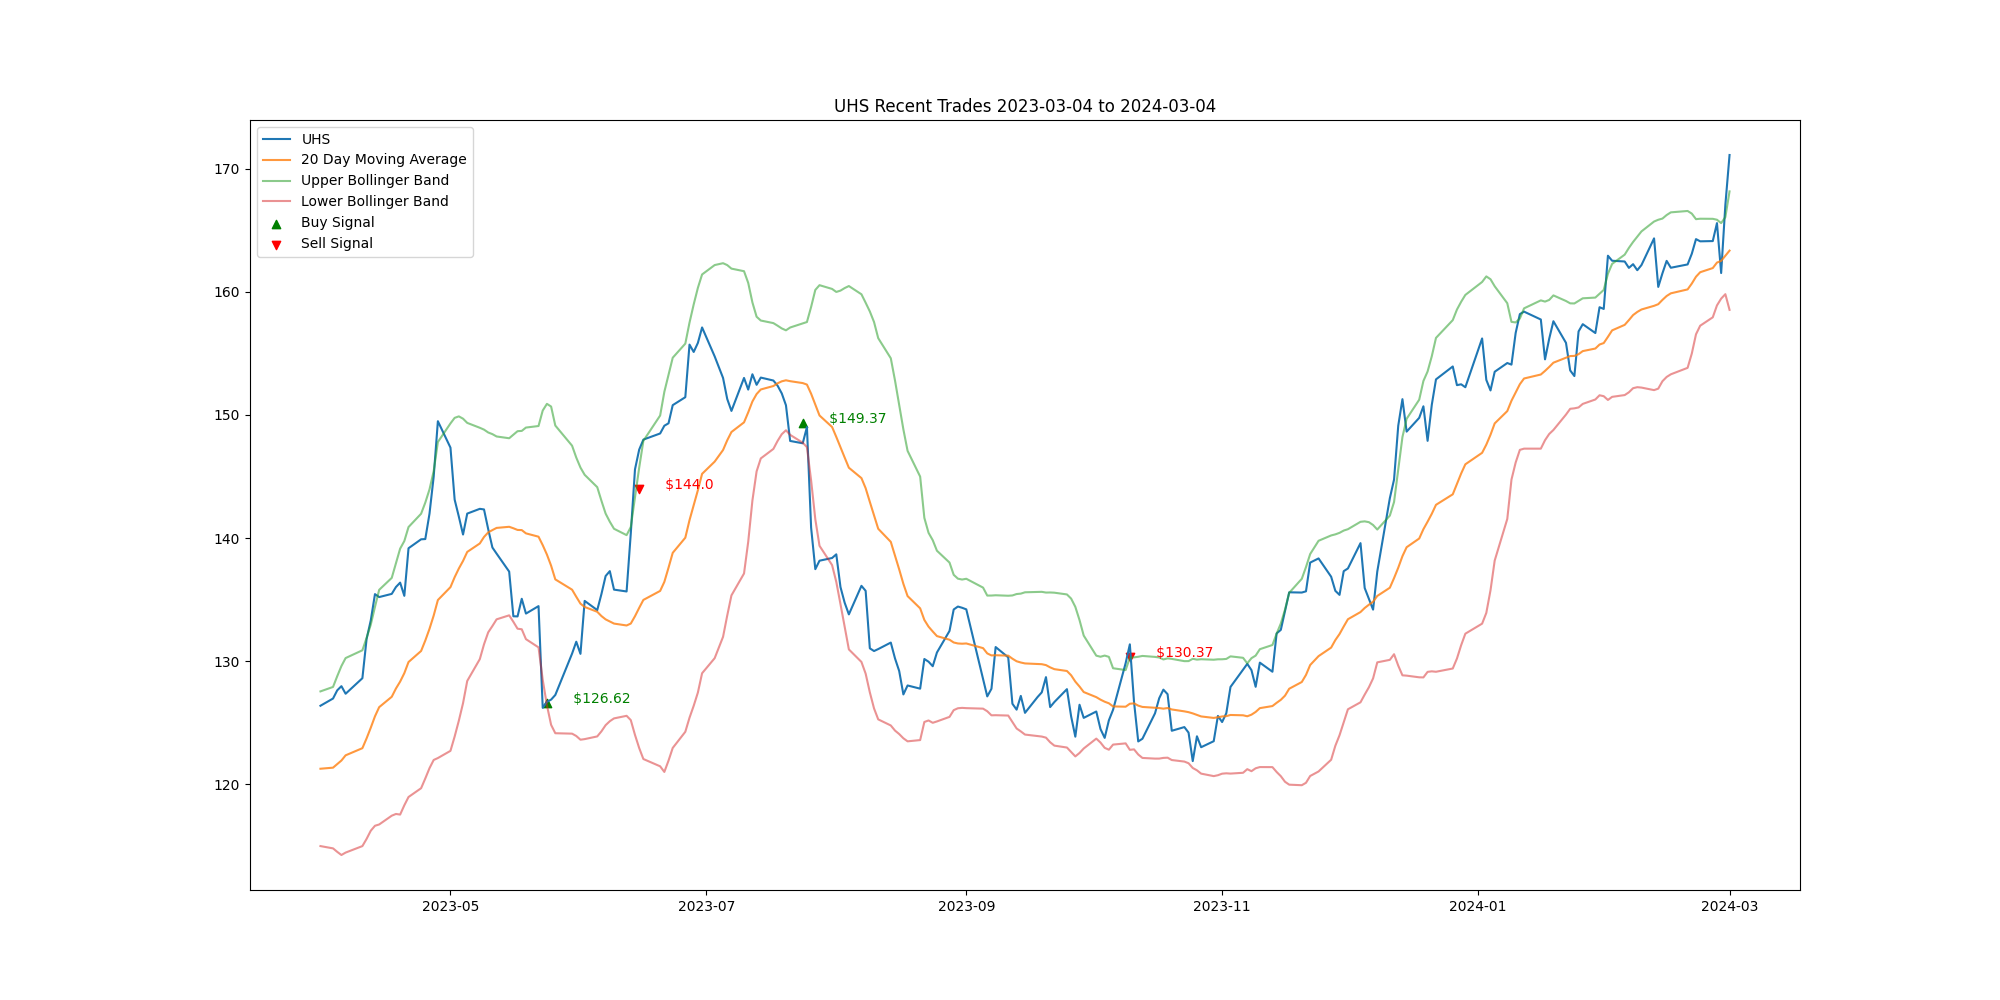 UHS Recent Trades 2023-03-04 to 2024-03-04
UHS
20 Day Moving Average
Upper Bollinger Band
Lower Bollinger Band
Buy Signal
Sell Signal
170
160
150
140
130
120
$149.37
$144.0
$130.37
$126.62
2023-05
2023-07
2023-09
2023-11
2024-01
2024-03